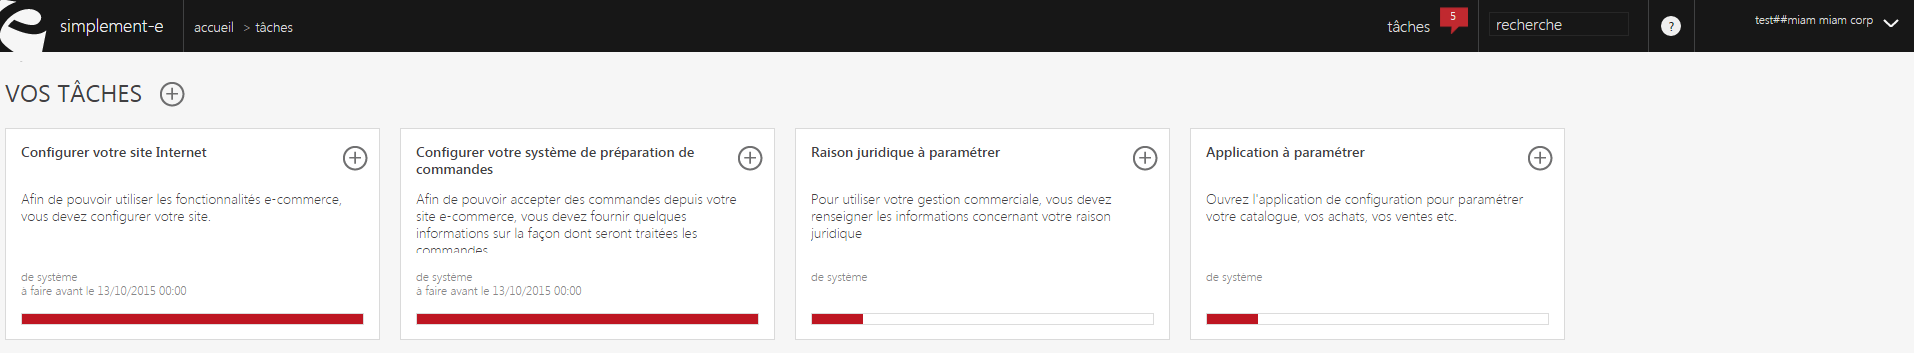 simplement-e
accueil > tâches
tâches
5
recherche
?
test##miam miam corp
VOS TÂCHES
Configurer votre site Internet
Afin de pouvoir utiliser les fonctionnalités e-commerce,
vous devez configurer votre site.
de système
à faire avant le 13/10/2015 00:00
Configurer votre système de préparation de
commandes
Afin de pouvoir accepter des commandes depuis votre
site e-commerce, vous devez fournir quelques
informations sur la façon dont seront traitées les
commandes
de système
à faire avant le 13/10/2015 00:00
Raison juridique à paramétrer
Pour utiliser votre gestion commerciale, vous devez
renseigner les informations concernant votre raison
juridique
de système
Application à paramétrer
Ouvrez l'application de configuration pour paramétrer
votre catalogue, vos achats, vos ventes etc.
de système